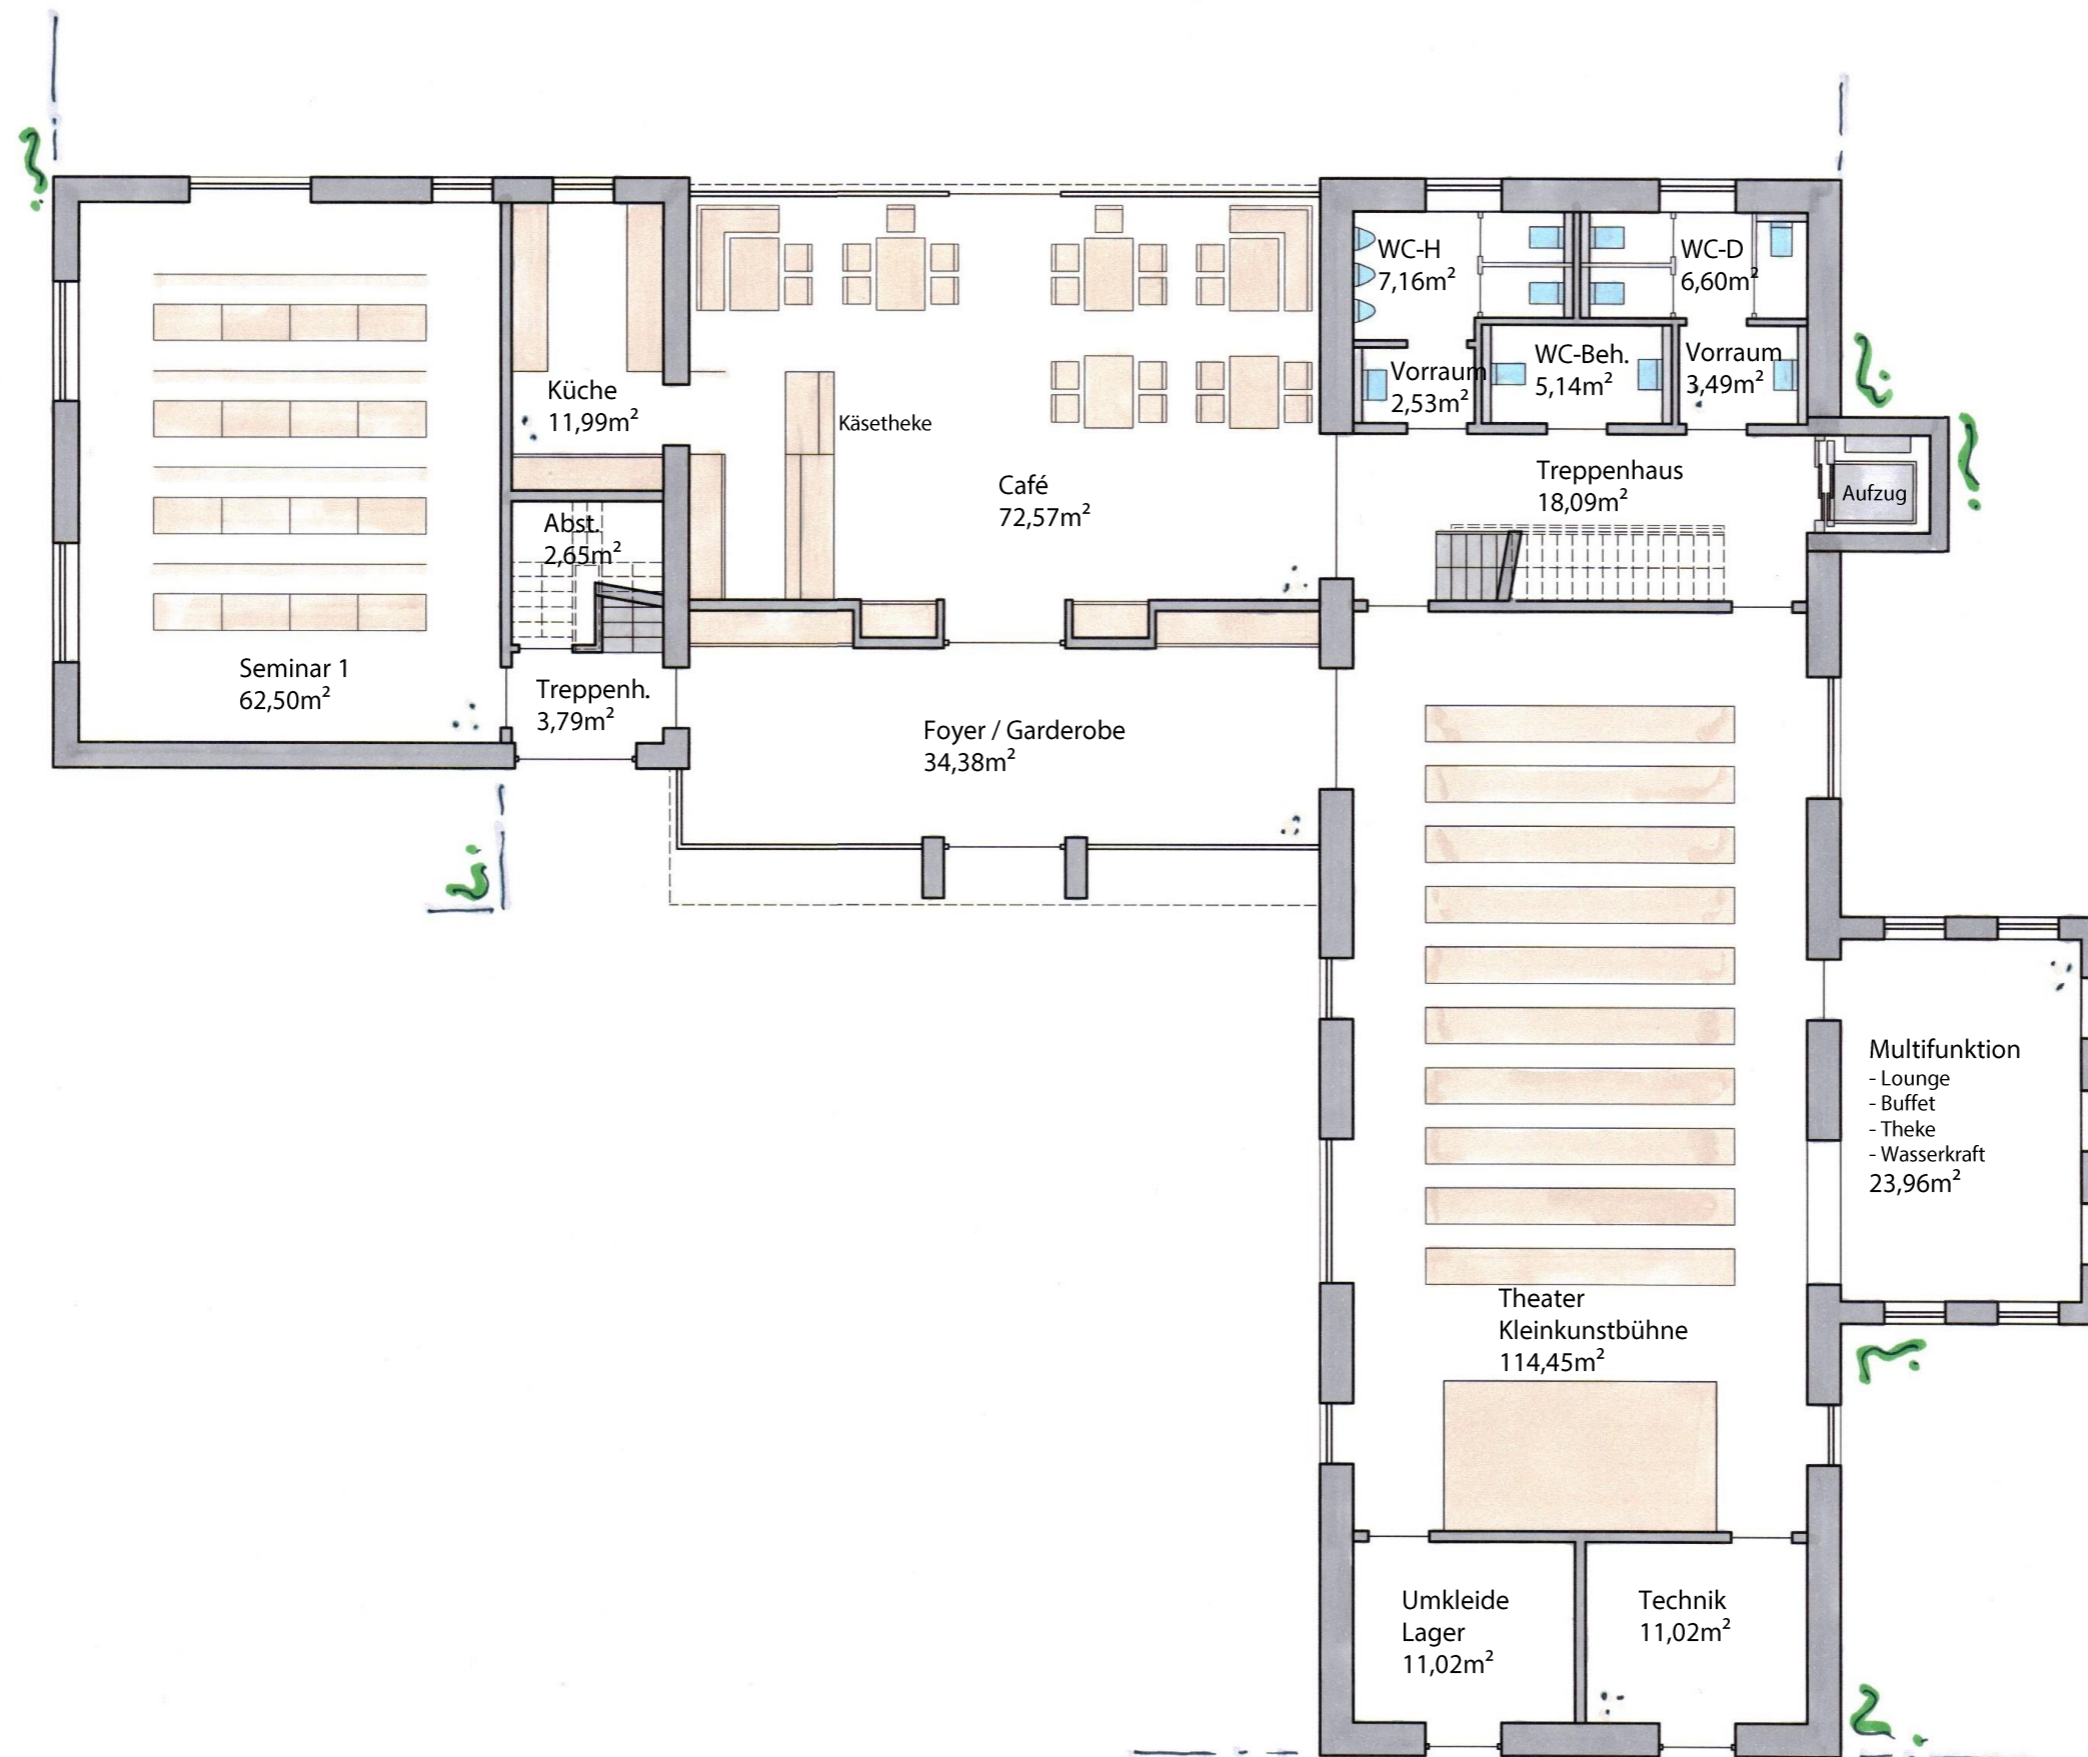 WC-H
7,16m²
WC-D
6,60m²
Vorraum
2,53m²
WC-Beh.
5,14m²
Vorraum
3,49m²
Küche
11,99m²
Käsetheke
Café
72,57m²
Treppenhaus
18,09m²
Aufzug
Abst.
2,65m²
Seminar 1
62,50m²
Treppenh.
3,79m²
Foyer / Garderobe
34,38m²
Multifunktion
- Lounge
- Buffet
- Theke
- Wasserkraft
23,96m²
Theater
Kleinkunstbühne
114,45m²
Umkleide
Lager
11,02m²
Technik
11,02m²